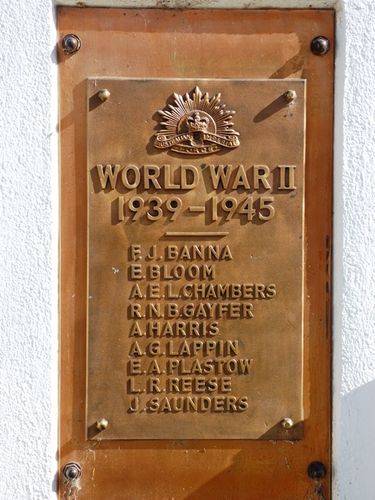 WORLD WAR II
1939-1945
F.J. BANNA
E. BLOOM
A.E.L. CHAMBERS
R.N.B. GAYFER
A. HARRIS
A.G. LAPPIN
E.A. PLASTOW
L.R. REESE
J. SAUNDERS